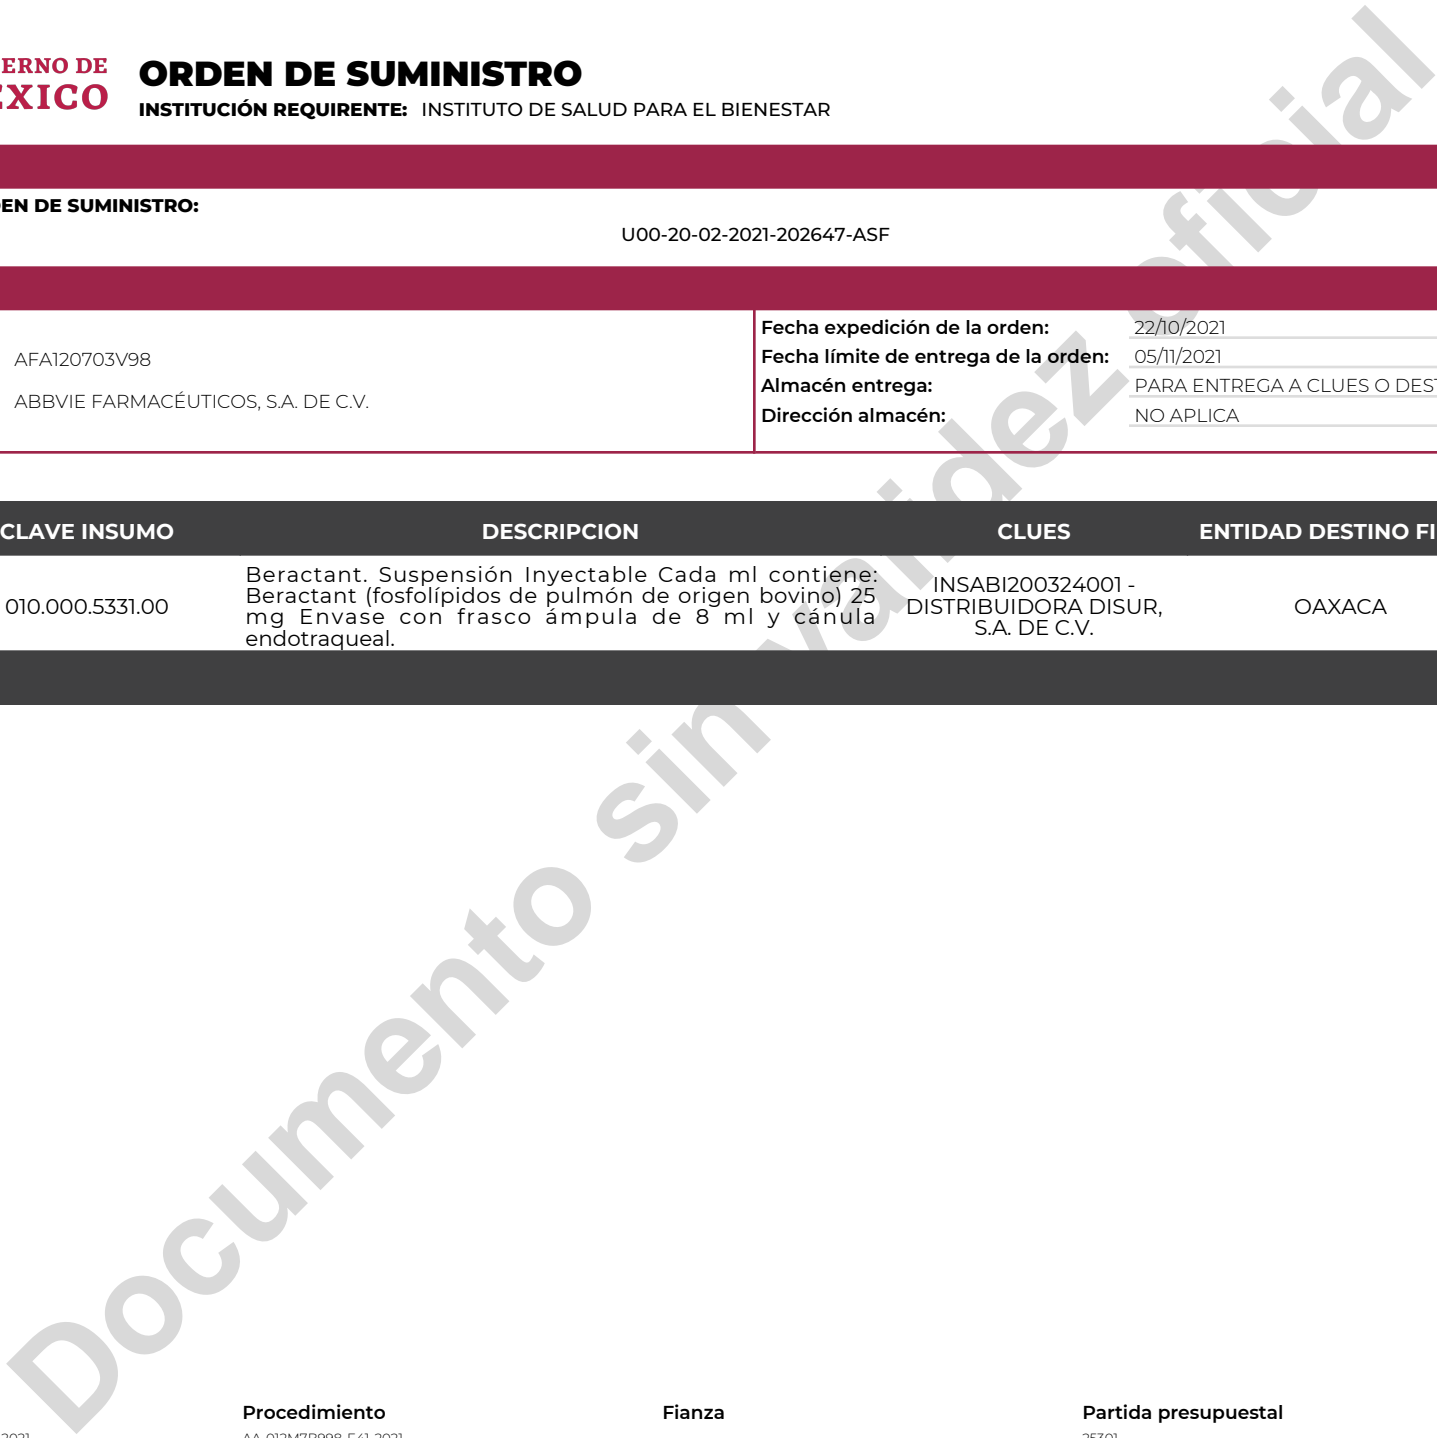 ERNO DE
EXICO
ORDEN DE SUMINISTRO
INSTITUCIÓN REQUIRENTE: INSTITUTO DE SALUD PARA EL BIENESTAR
EN DE SUMINISTRO:
U00-20-02-2021-202647-ASF
AFA120703V98
ABBVIE FARMACÉUTICOS, S.A. DE C.V.
Fecha expedición de la orden: 22/10/2021
Fecha límite de entrega de la orden: 05/11/2021
Almacén entrega: PARA ENTREGA A CLUES O DEST
Dirección almacén: NO APLICA
CLAVE INSUMO DESCRIPCION CLUES ENTIDAD DESTINO FI
010.000.5331.00
Beractant. Suspensión Inyectable Cada ml contiene:
Beractant (fosfolípidos de pulmón de origen bovino) 25
mg Envase con frasco ámpula de 8 ml y cánula
endotraqueal.
INSABI200324001 -
DISTRIBUIDORA DISUR,
S.A. DE C.V.
OAXACA
Documento sin validez oficial
Procedimiento Fianza Partida presupuestal